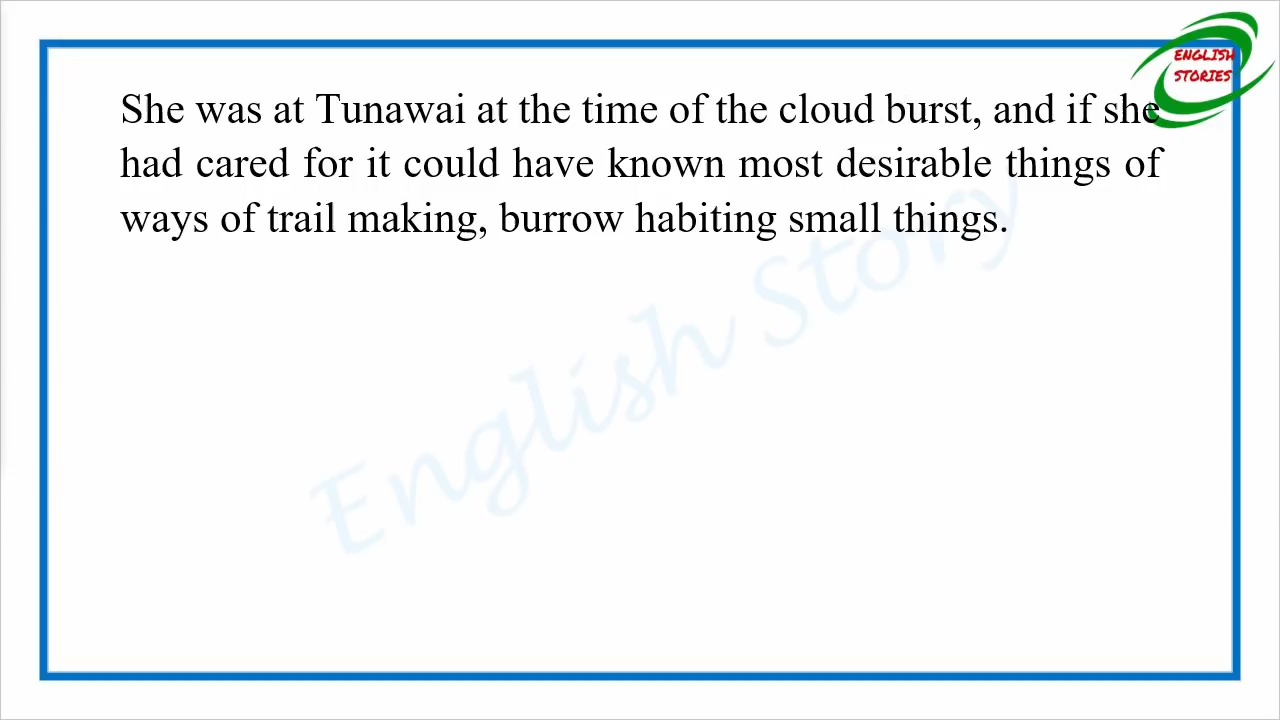 ENGLISH
STORIES
She was at Tunawai at the time of the cloud burst, and if she
had cared for it could have known most desirable things of
ways of trail making, burrow habiting small things.
English Story